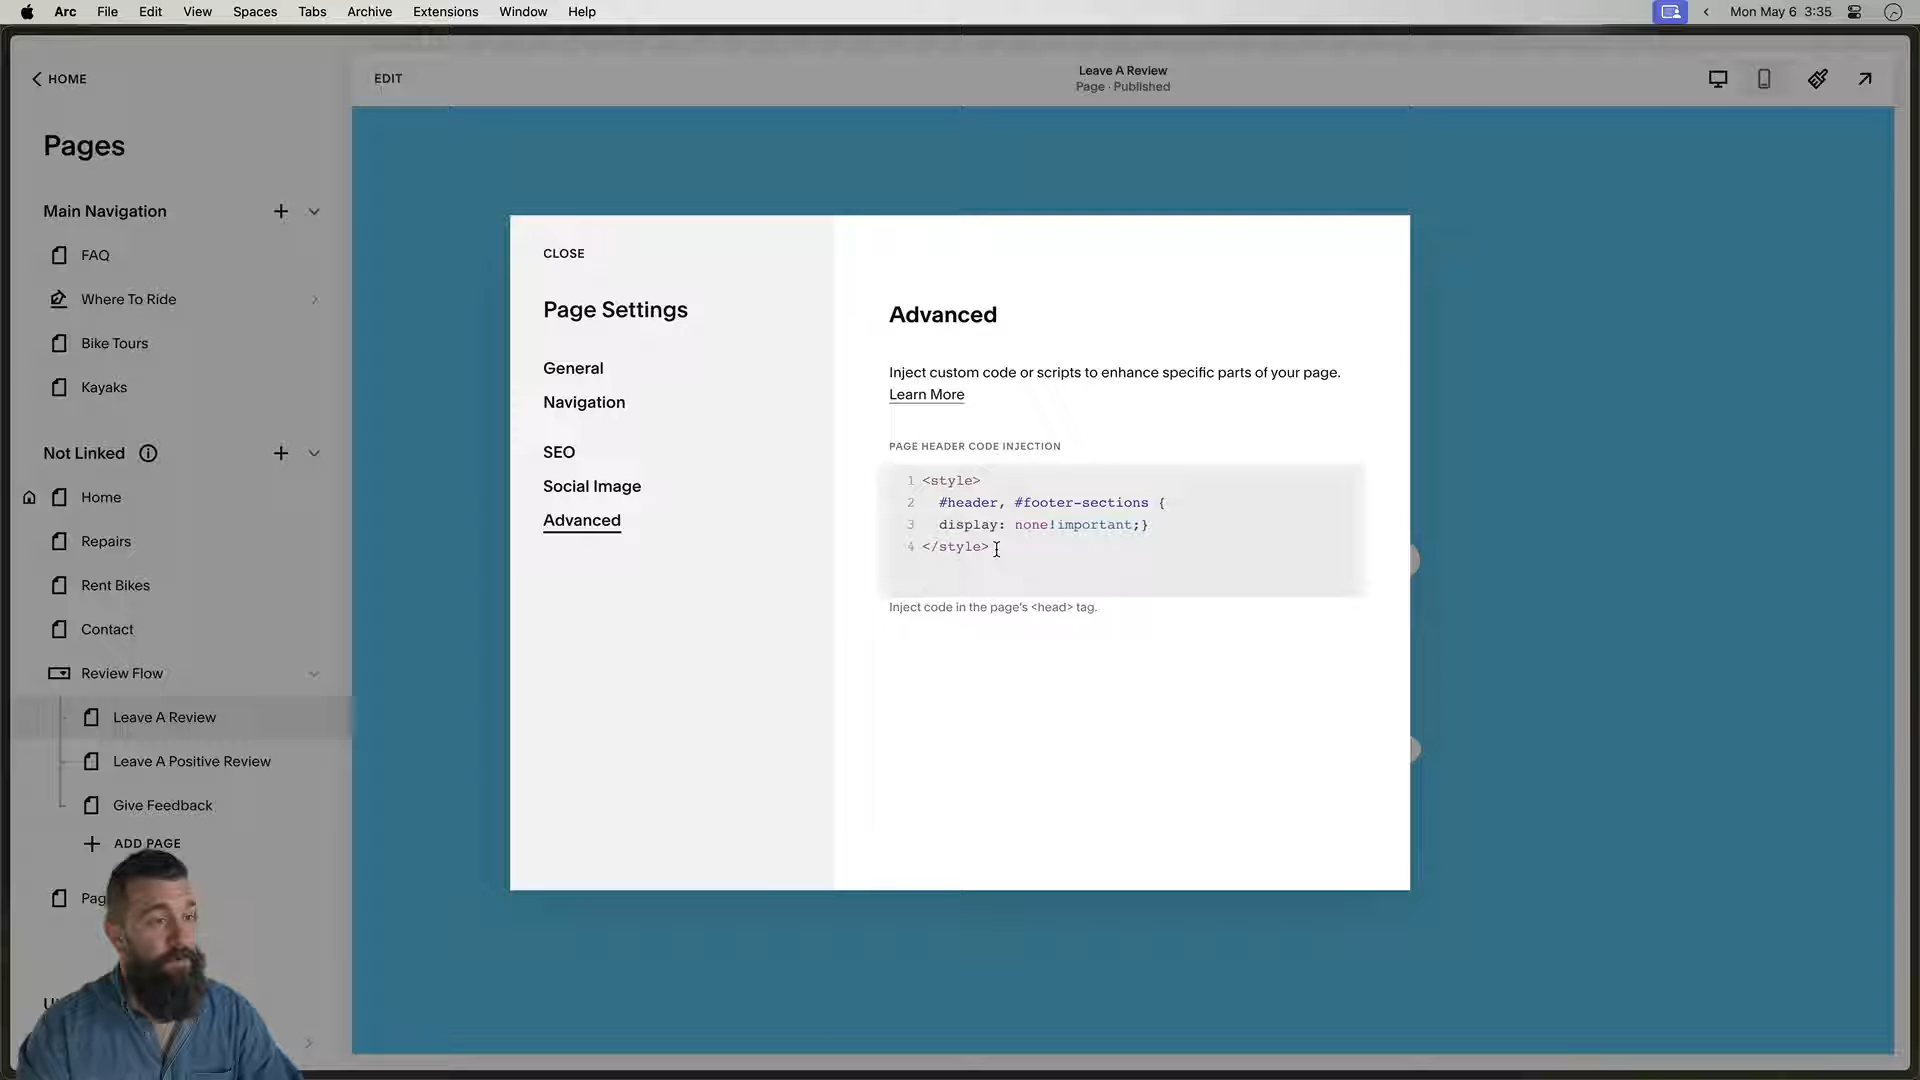 Arc File Edit View Spaces Tabs Archive Extensions Window Help Mon May 6 3:35
HOME
EDIT
Leave A Review
Page · Published
Pages
Main Navigation
FAQ
Where To Ride
Bike Tours
Kayaks
Not Linked
Home
Repairs
Rent Bikes
Contact
Review Flow
Leave A Review
Leave A Positive Review
Give Feedback
ADD PAGE
CLOSE
Page Settings
General
Navigation
SEO
Social Image
Advanced
Advanced
Inject custom code or scripts to enhance specific parts of your page.
Learn More
PAGE HEADER CODE INJECTION
1 <style>
2 #header, #footer-sections {
3 display: none!important;}
4 </style>
Inject code in the page's <head> tag.